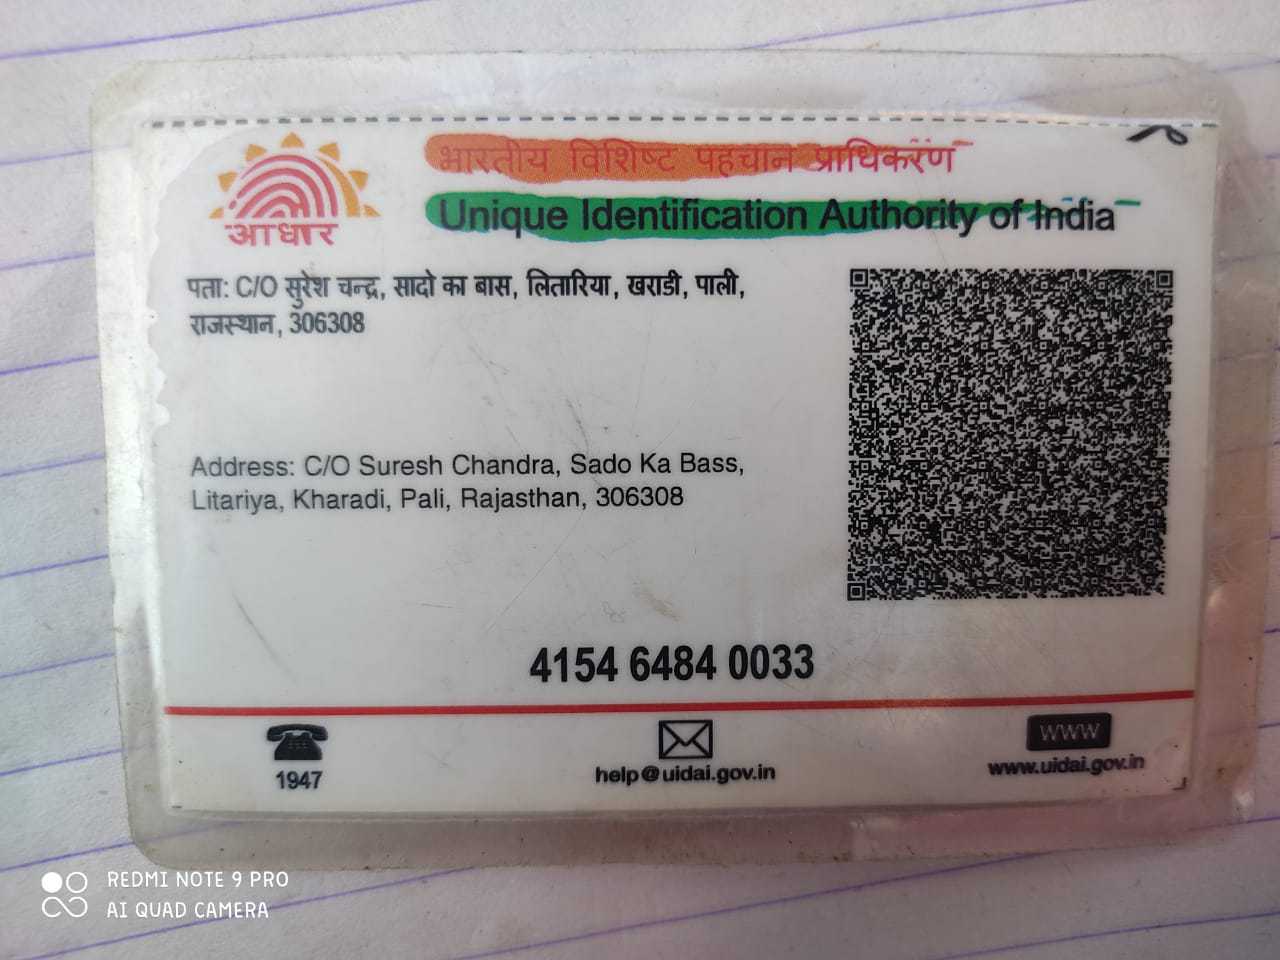 भारतीय विशिष्ट पहचान प्राधिकरण
Unique Identification Authority of India
आधार
पता: C/O सुरेश चन्द्र, सादो का बास, लितारिया, खराडी, पाली,
राजस्थान, 306308
Address: C/O Suresh Chandra, Sado Ka Bass,
Litariya, Kharadi, Pali, Rajasthan, 306308
4154 6484 0033
1947
help@uidai.gov.in
WWW
www.uidai.gov.in
REDMI NOTE 9 PRO
AI QUAD CAMERA